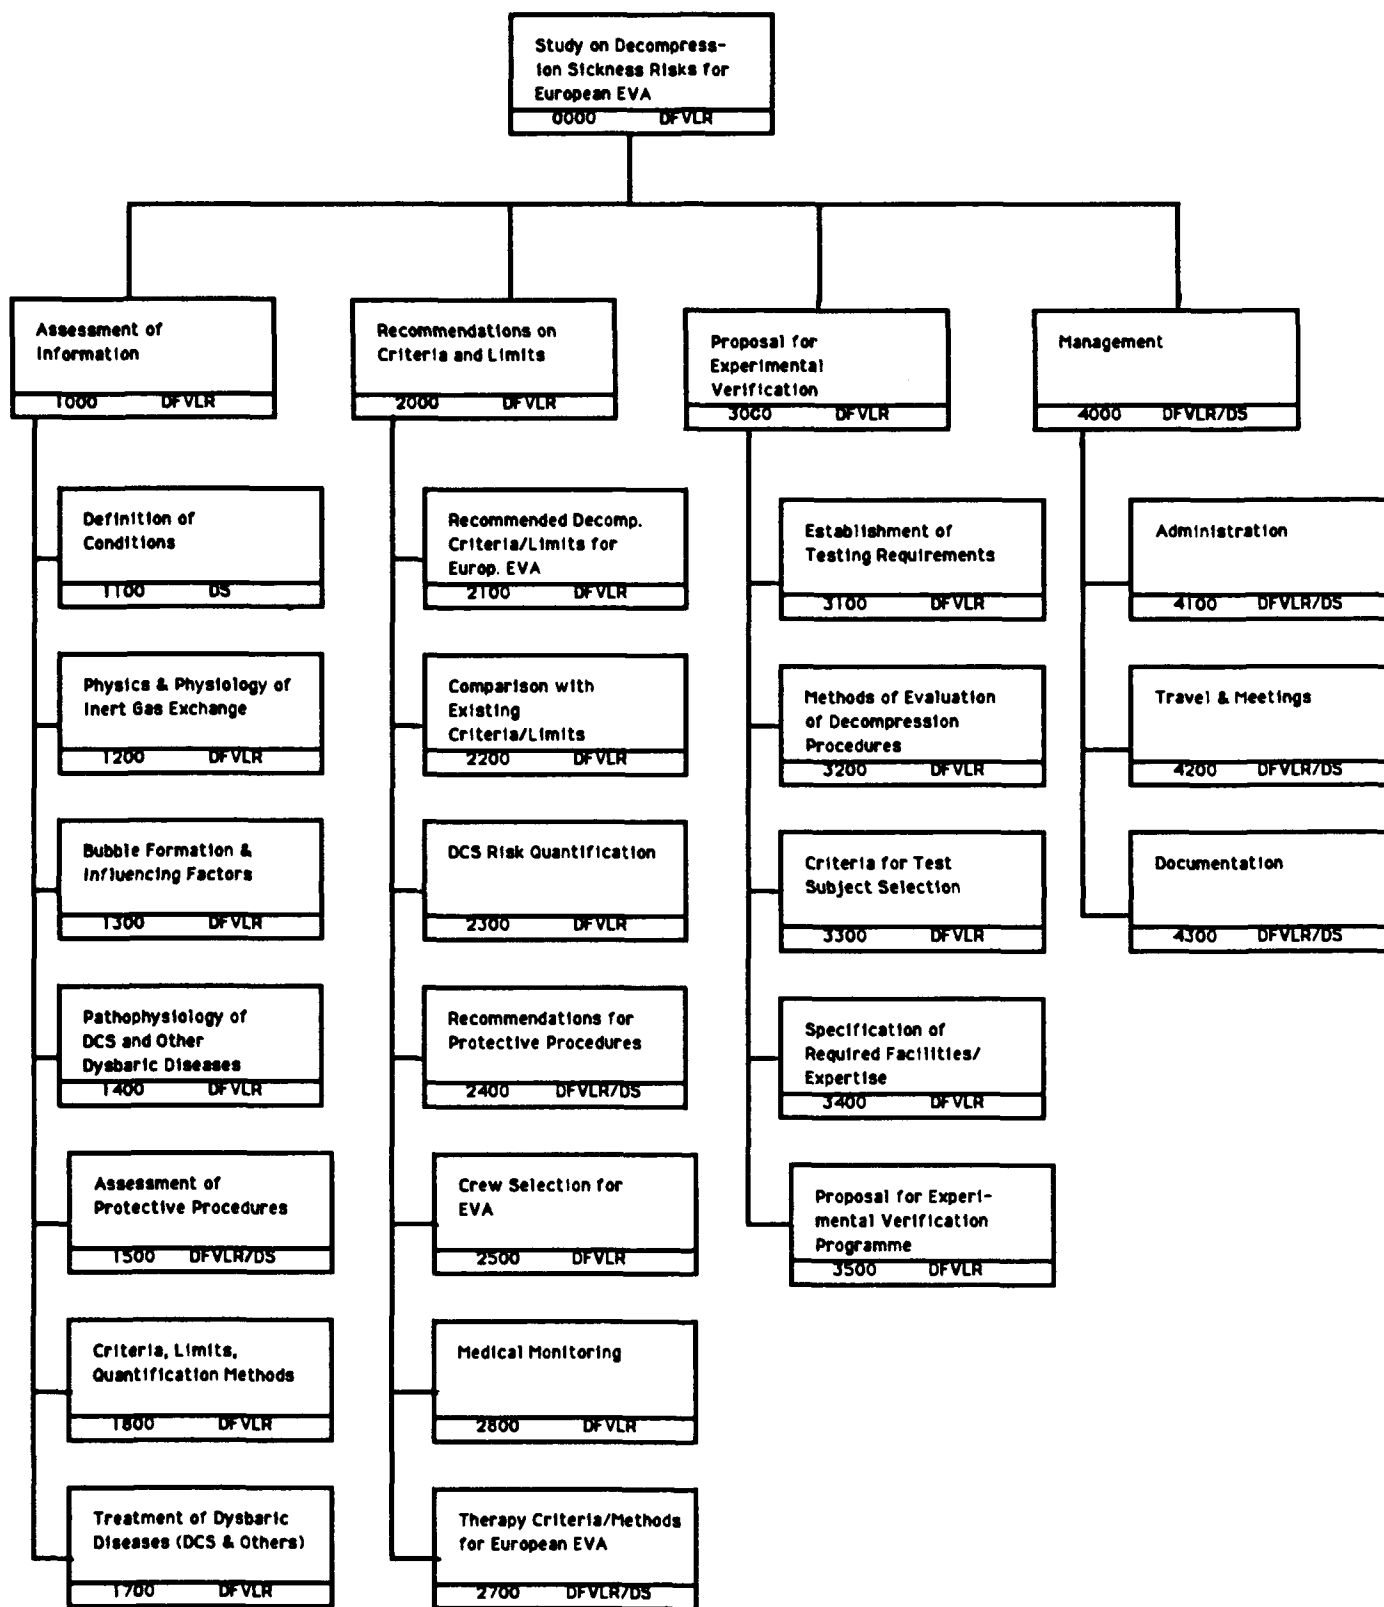 Study on Decompress-
ion Sickness Risks for
European EVA
0000 DFVLR
Assessment of
Information
1000 DFVLR
Recommendations on
Criteria and Limits
2000 DFVLR
Proposal for
Experimental
Verification
3000 DFVLR
Management
4000 DFVLR/DS
Definition of
Conditions
1100 DS
Physics & Physiology of
Inert Gas Exchange
1200 DFVLR
Bubble Formation &
Influencing Factors
1300 DFVLR
Pathophysiology of
DCS and Other
Dysbaric Diseases
1400 DFVLR
Assessment of
Protective Procedures
1500 DFVLR/DS
Criteria, Limits,
Quantification Methods
1800 DFVLR
Treatment of Dysbaric
Diseases (DCS & Others)
1700 DFVLR
Recommended Decomp.
Criteria/Limits for
Europ. EVA
2100 DFVLR
Comparison with
Existing
Criteria/Limits
2200 DFVLR
DCS Risk Quantification
2300 DFVLR
Recommendations for
Protective Procedures
2400 DFVLR/DS
Crew Selection for
EVA
2500 DFVLR
Medical Monitoring
2800 DFVLR
Therapy Criteria/Methods
for European EVA
2700 DFVLR/DS
Establishment of
Testing Requirements
3100 DFVLR
Methods of Evaluation
of Decompression
Procedures
3200 DFVLR
Criteria for Test
Subject Selection
3300 DFVLR
Specification of
Required Facilities/
Expertise
3400 DFVLR
Proposal for Experi-
mental Verification
Programme
3500 DFVLR
Administration
4100 DFVLR/DS
Travel & Meetings
4200 DFVLR/DS
Documentation
4300 DFVLR/DS